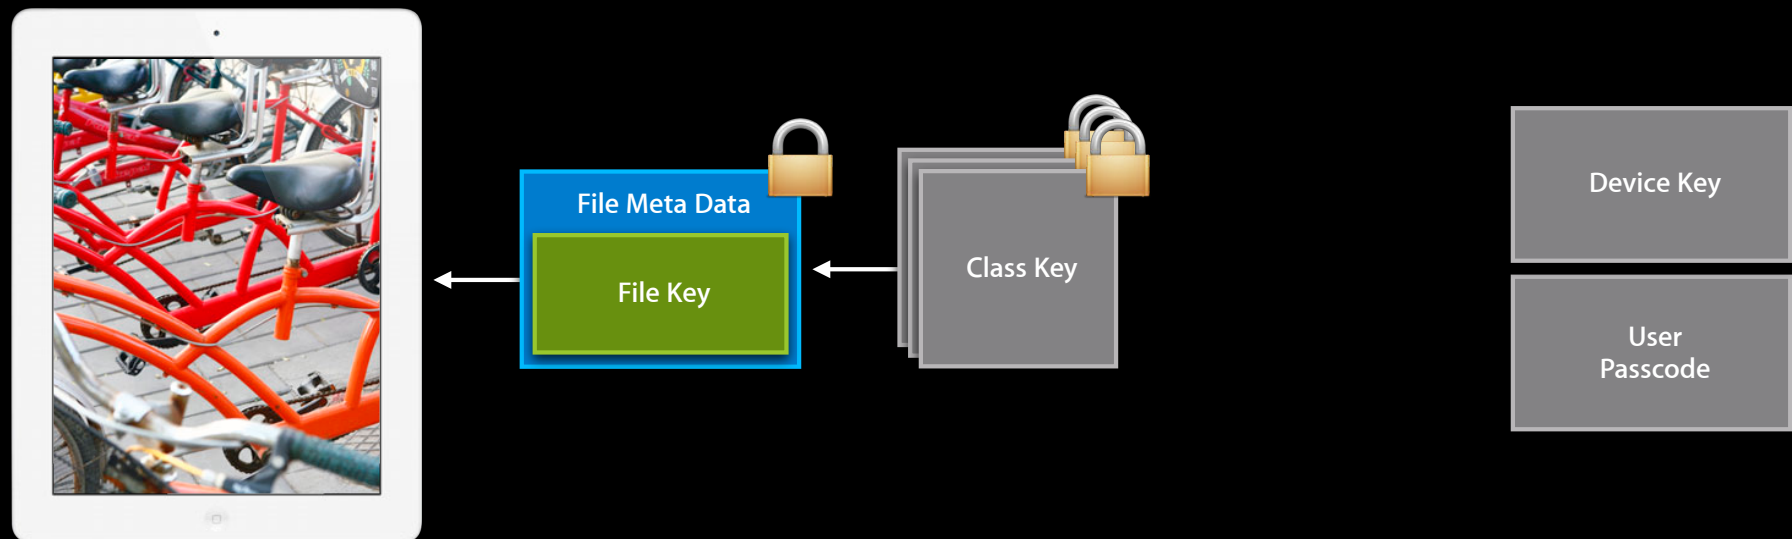 File Meta Data
File Key
Class Key
Device Key
User
Passcode